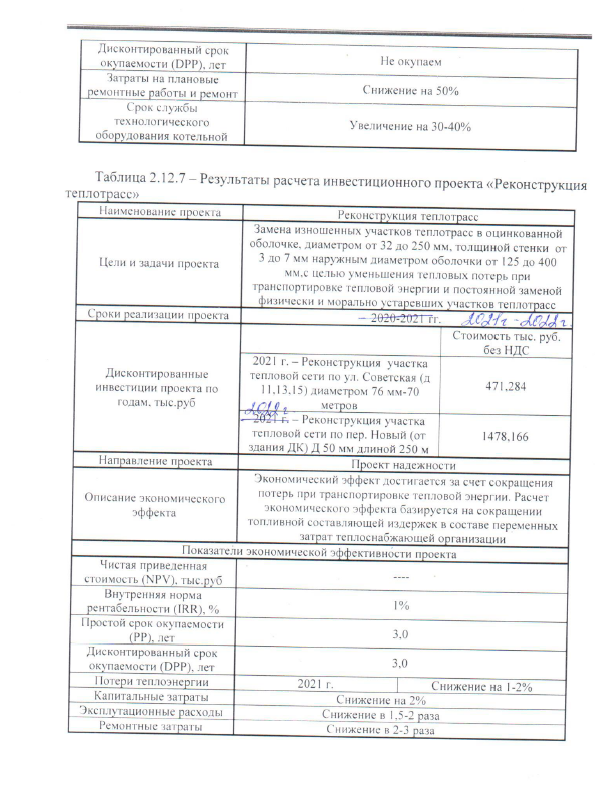 Дисконтированный срок
окупаемости (DPP), лет
Не окупаем
Затраты на плановые
ремонтные работы и ремонт
Снижение на 50%
Срок службы
технологического
оборудования котельной
Увеличение на 30-40%
Таблица 2.12.7 – Результаты расчета инвестиционного проекта «Реконструкция
теплотрасс»
Наименование проекта
Реконструкция теплотрасс
Цели и задачи проекта
Замена изношенных участков теплотрасс в оцинкованной
оболочке, диаметром от 32 до 250 мм, толщиной стенки от
3 до 7 мм наружным диаметром оболочки от 125 до 400
мм,с целью уменьшения тепловых потерь при
транспортировке тепловой энергии и постоянной заменой
физически и морально устаревших участков теплотрасс
Сроки реализации проекта
2020-2021 гг. 2021г-2022г.
Дисконтированные
инвестиции проекта по
годам, тыс.руб
Стоимость тыс. руб.
без НДС
2021 г. – Реконструкция участка
тепловой сети по ул. Советская (д
11,13,15) диаметром 76 мм-70
метров
471,284
2022г.
2021 г. – Реконструкция участка
тепловой сети по пер. Новый (от
здания ДК) Д 50 мм длиной 250 м
1478,166
Направление проекта
Проект надежности
Описание экономического
эффекта
Экономический эффект достигается за счет сокращения
потерь при транспортировке тепловой энергии. Расчет
экономического эффекта базируется на сокращении
топливной составляющей издержек в составе переменных
затрат теплоснабжающей организации
Показатели экономической эффективности проекта
Чистая приведенная
стоимость (NPV), тыс.руб
----
Внутренняя норма
рентабельности (IRR), %
1%
Простой срок окупаемости
(PP), лет
3,0
Дисконтированный срок
окупаемости (DPP), лет
3,0
Потери теплоэнергии
2021 г.
Снижение на 1-2%
Капитальные затраты
Снижение на 2%
Эксплутационные расходы
Снижение в 1,5-2 раза
Ремонтные затраты
Снижение в 2-3 раза